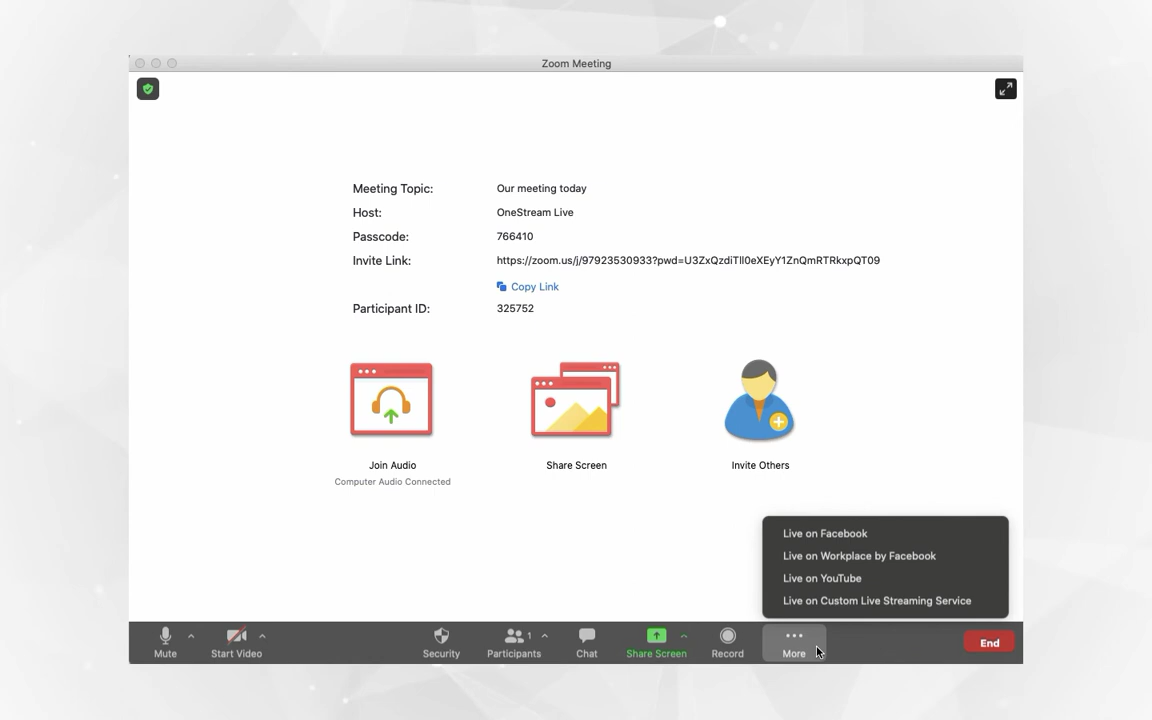 Zoom Meeting
Meeting Topic: Our meeting today
Host: OneStream Live
Passcode: 766410
Invite Link: https://zoom.us/j/97923530933?pwd=U3ZxQzdiTll0eXEyY1ZnQmRTRkxpQT09
Copy Link
Participant ID: 325752
Join Audio Share Screen Invite Others
Computer Audio Connected
Live on Facebook
Live on Workplace by Facebook
Live on YouTube
Live on Custom Live Streaming Service
1
Mute Start Video Security Participants Chat Share Screen Record More End